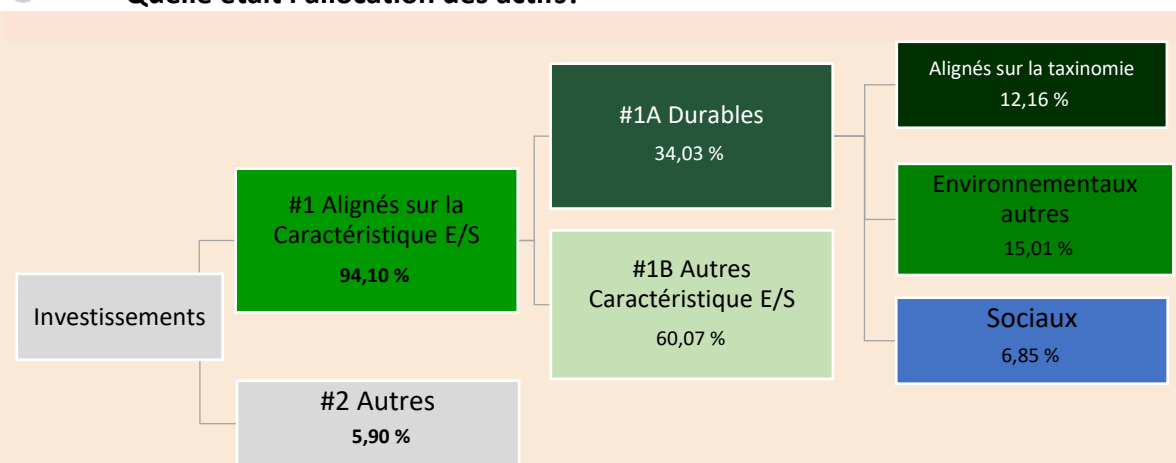 Quelle était l'allocation des actifs?
Investissements
#1 Alignés sur la
Caractéristique E/S
94,10 %
#2 Autres
5,90 %
#1A Durables
34,03 %
#1B Autres
Caractéristique E/S
60,07 %
Alignés sur la taxinomie
12,16 %
Environnementaux
autres
15,01 %
Sociaux
6,85 %